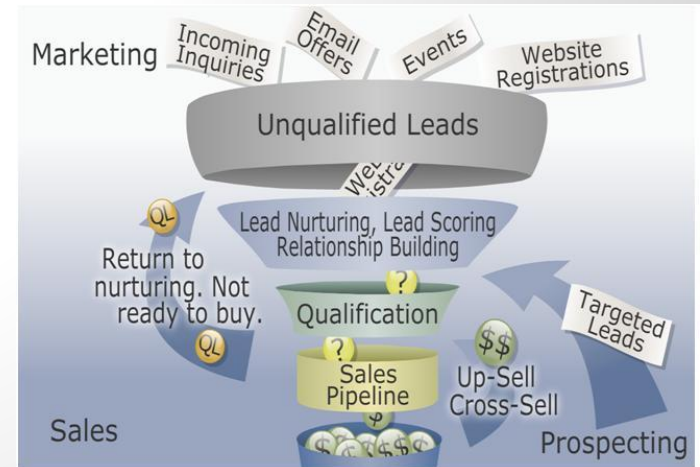 Marketing
Incoming
Inquiries
Email
Offers
Events
Website
Registrations
Unqualified Leads
Lead Nurturing, Lead Scoring
Relationship Building
QL
Return to
nurturing. Not
ready to buy.
QL
?
Qualification
?
Sales
Pipeline
$$
Up-Sell
Cross-Sell
Targeted
Leads
Sales
Prospecting